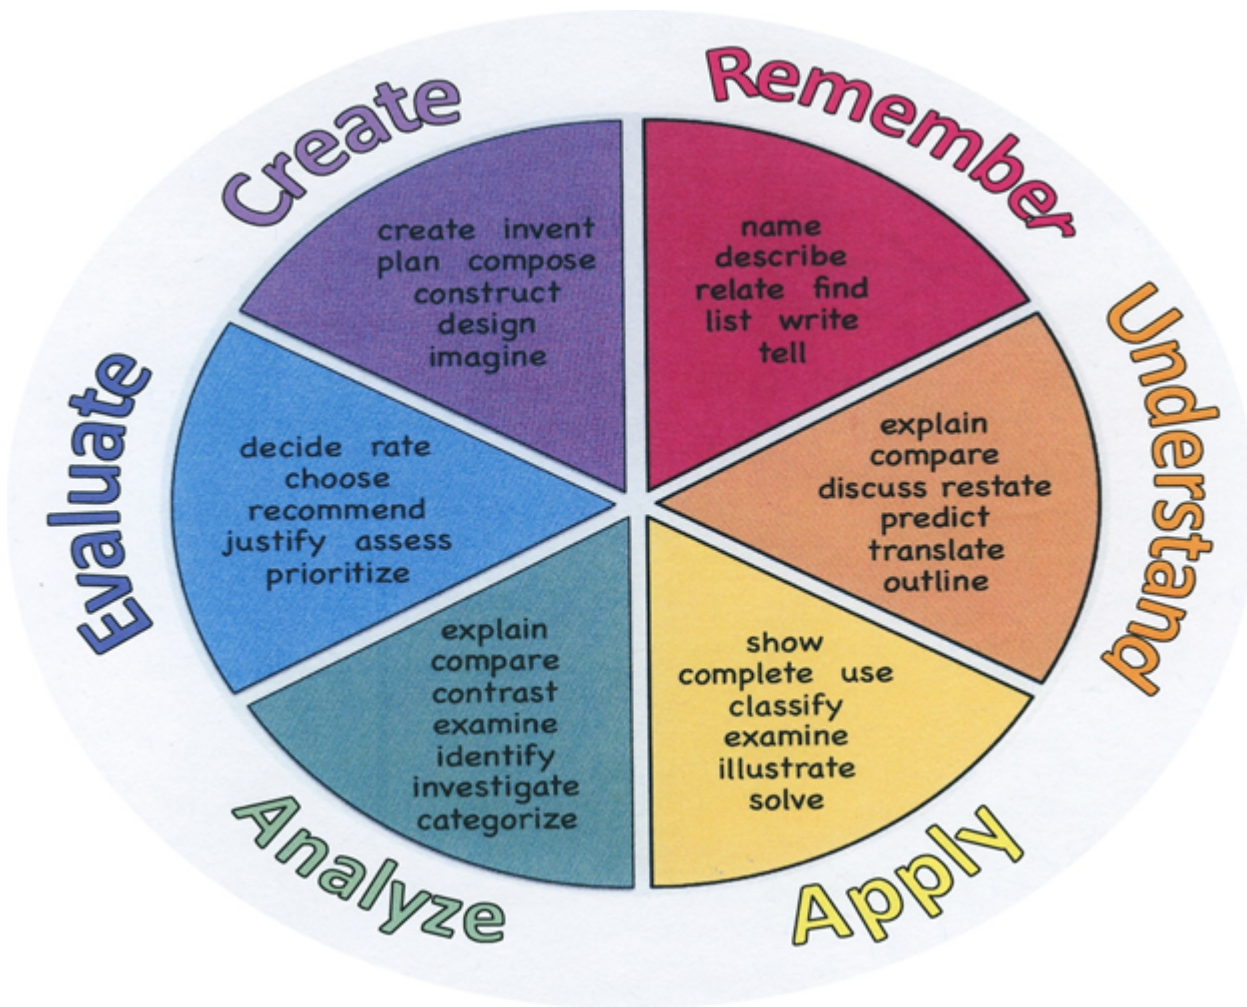 Remember
name
describe
relate find
list write
tell
Understand
explain
compare
discuss restate
predict
translate
outline
Apply
show
complete use
classify
examine
illustrate
solve
Analyze
explain
compare
contrast
examine
identify
investigate
categorize
Evaluate
decide rate
choose
recommend
justify assess
prioritize
Create
create invent
plan compose
construct
design
imagine